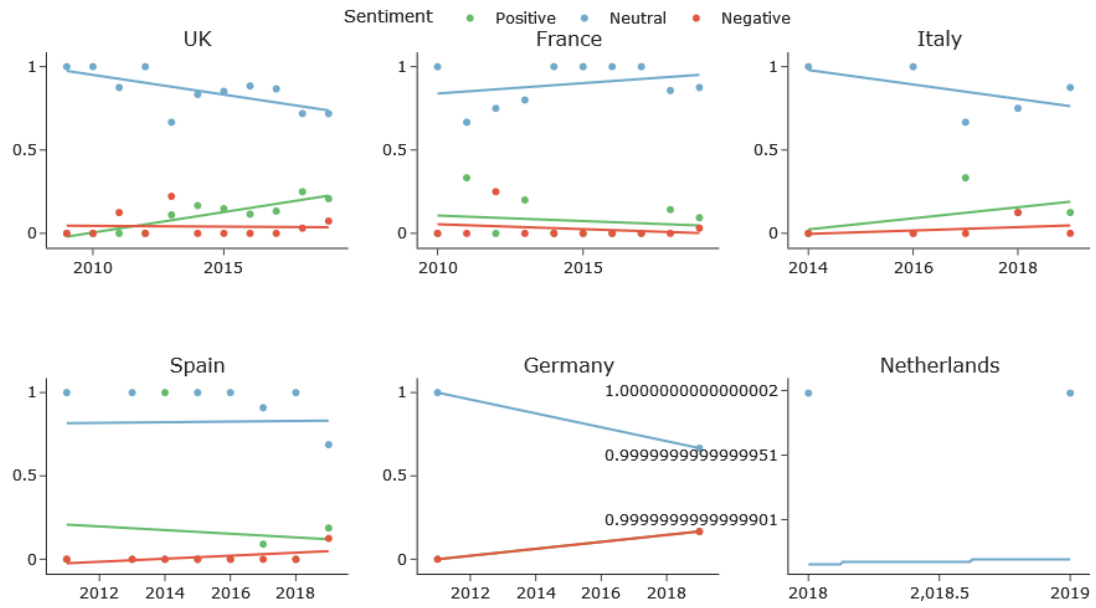 Sentiment Positive Neutral Negative
UK France Italy
1 1 1
0.5 0.5 0.5
0 0 0
2010 2015 2010 2015 2014 2016 2018
Spain Germany Netherlands
1 1 1.0000000000000002
0.9999999999999951
0.5 0.5
0.9999999999999901
0 0
2012 2014 2016 2018 2012 2014 2016 2018 2018 2,018.5 2019